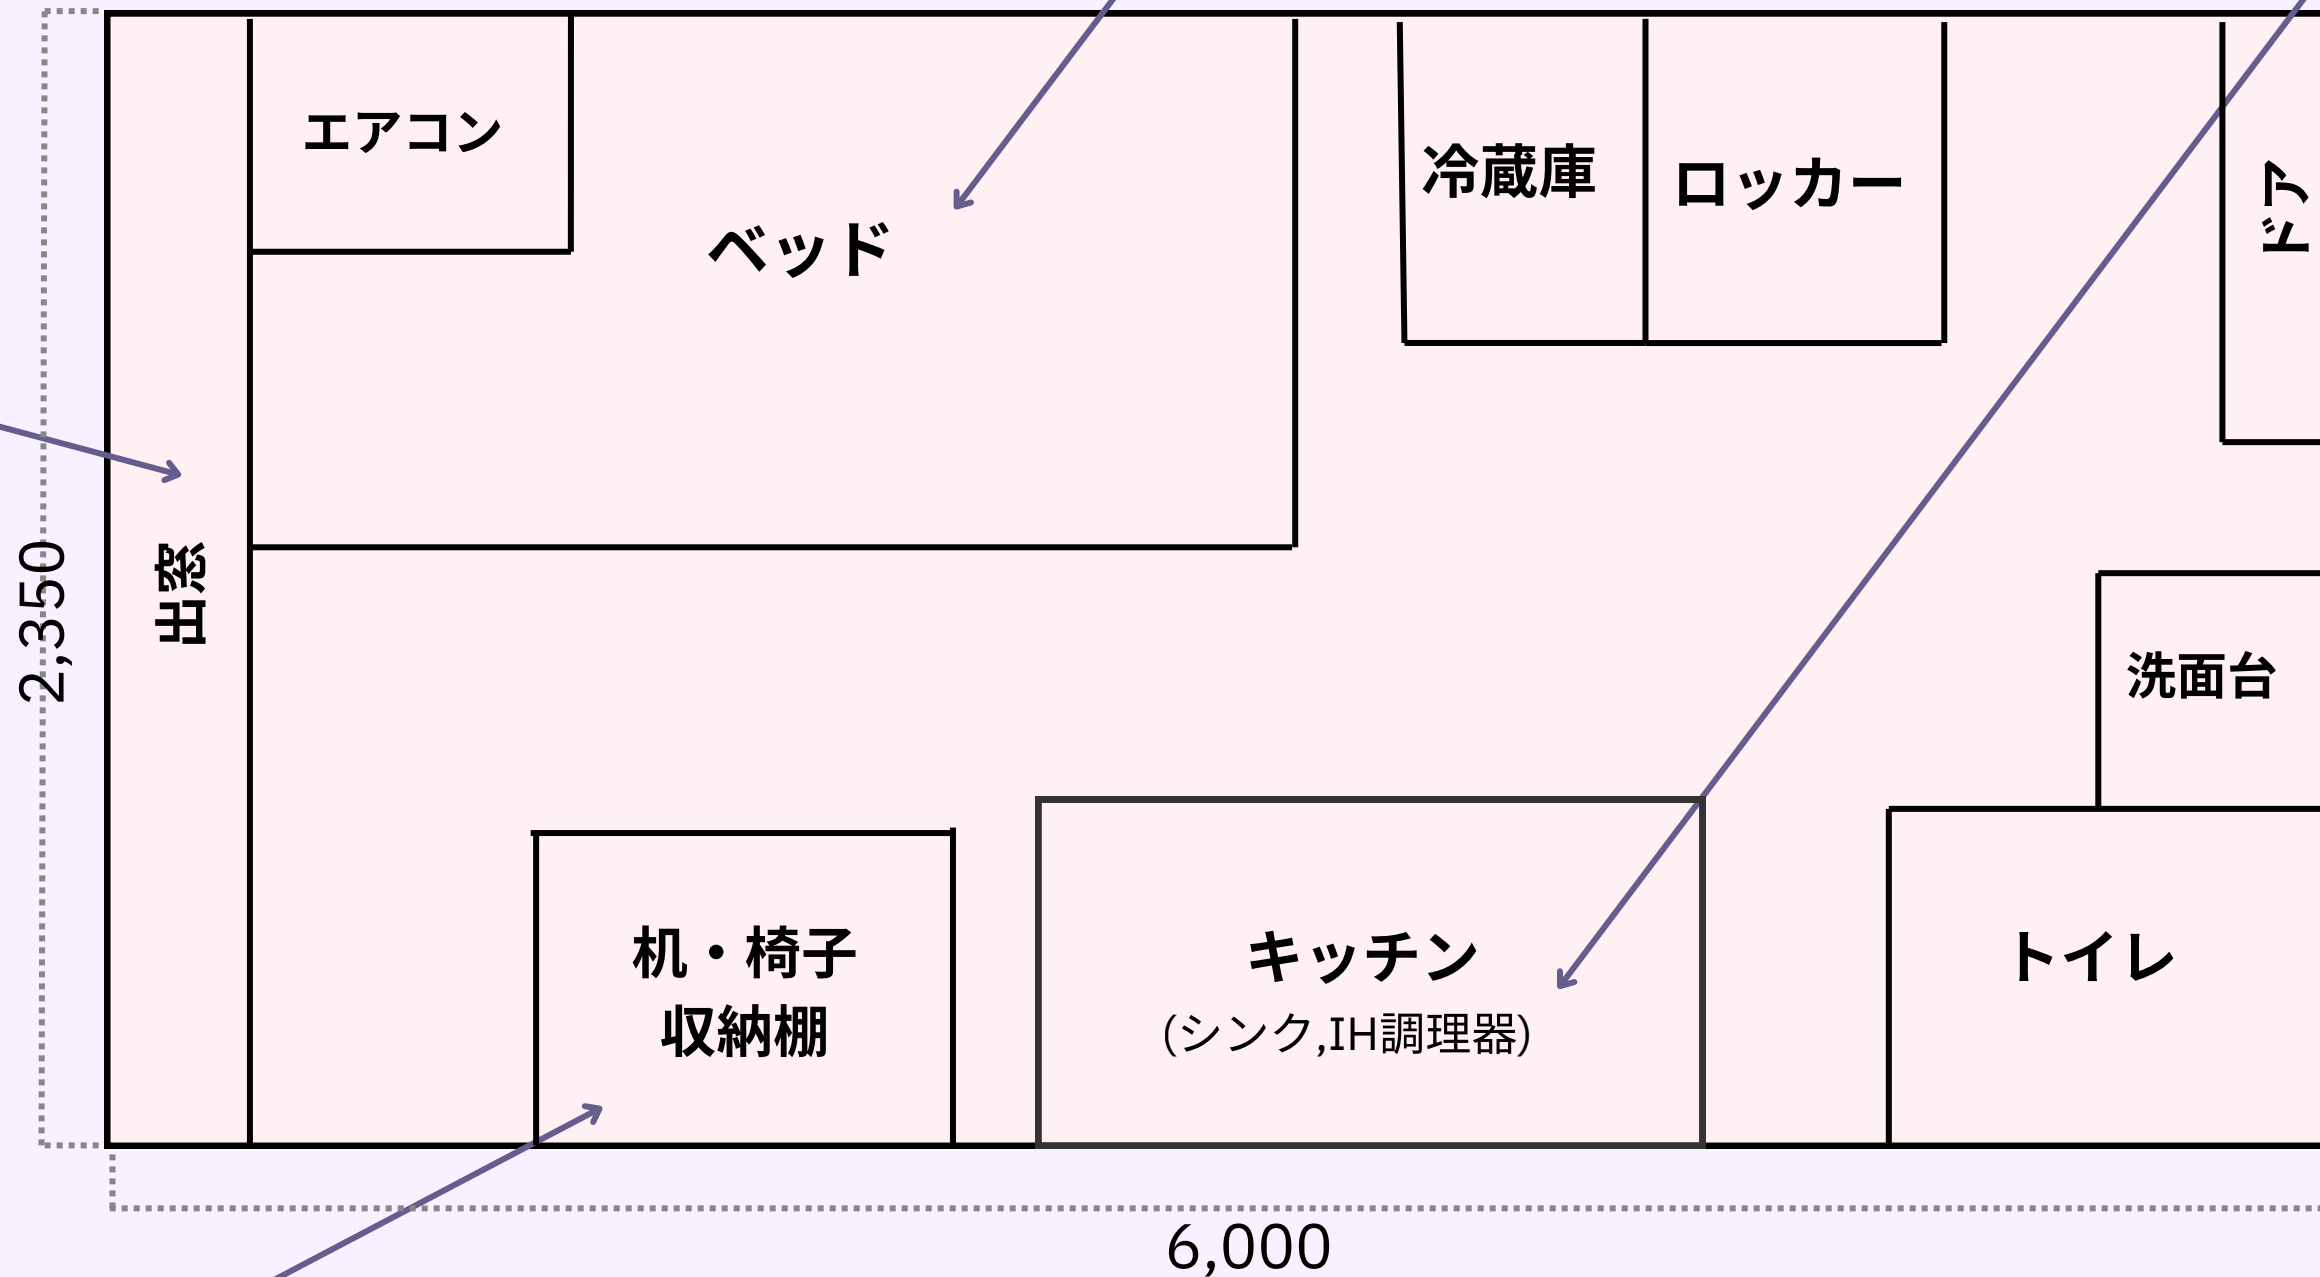 エアコン
ベッド
冷蔵庫
ロッカー
ドア
出窓
2,350
洗面台
机・椅子
収納棚
キッチン
(シンク,IH調理器)
トイレ
6,000